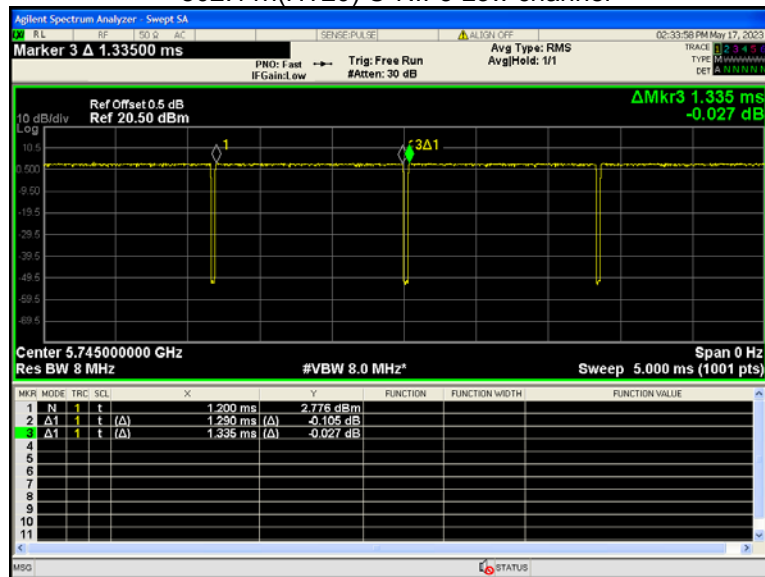 Agilent Spectrum Analyzer - Swept SA
RL RF 50 Ω AC SENSE:PULSE ALIGN OFF 02:33:58 PM May 17, 2023
Marker 3 Δ 1.33500 ms
PNO: Fast
IFGain:Low
Trig: Free Run
#Atten: 30 dB
Avg Type: RMS
Avg|Hold: 1/1
TRACE 1 2 3 4 5 6
TYPE M
DET A N N N N N
Ref Offset 0.5 dB
10 dB/div Ref 20.50 dBm
ΔMkr3 1.335 ms
-0.027 dB
Log
1
3Δ1
10.5
0.500
-9.50
-19.5
-29.5
-39.5
-49.5
-59.5
-69.5
Center 5.745000000 GHz Span 0 Hz
Res BW 8 MHz #VBW 8.0 MHz* Sweep 5.000 ms (1001 pts)
MKR MODE TRC SCL X Y FUNCTION FUNCTION WIDTH FUNCTION VALUE
1 N 1 t 1.200 ms 2.776 dBm
2 Δ1 1 t (Δ) 1.290 ms (Δ) -0.105 dB
3 Δ1 1 t (Δ) 1.335 ms (Δ) -0.027 dB
4
5
6
7
8
9
10
11
MSG STATUS